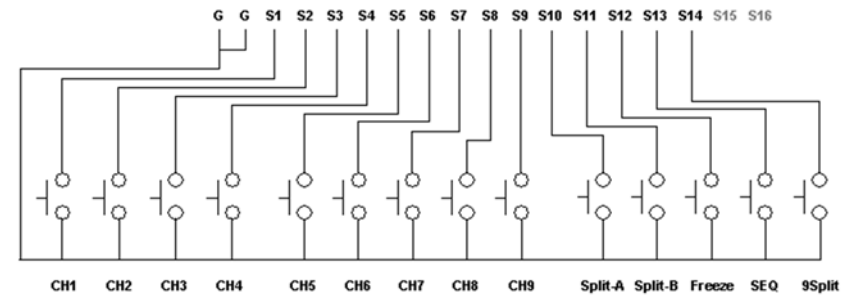 G G S1 S2 S3 S4 S5 S6 S7 S8 S9 S10 S11 S12 S13 S14 S15 S16
CH1 CH2 CH3 CH4 CH5 CH6 CH7 CH8 CH9 Split-A Split-B Freeze SEQ 9Split